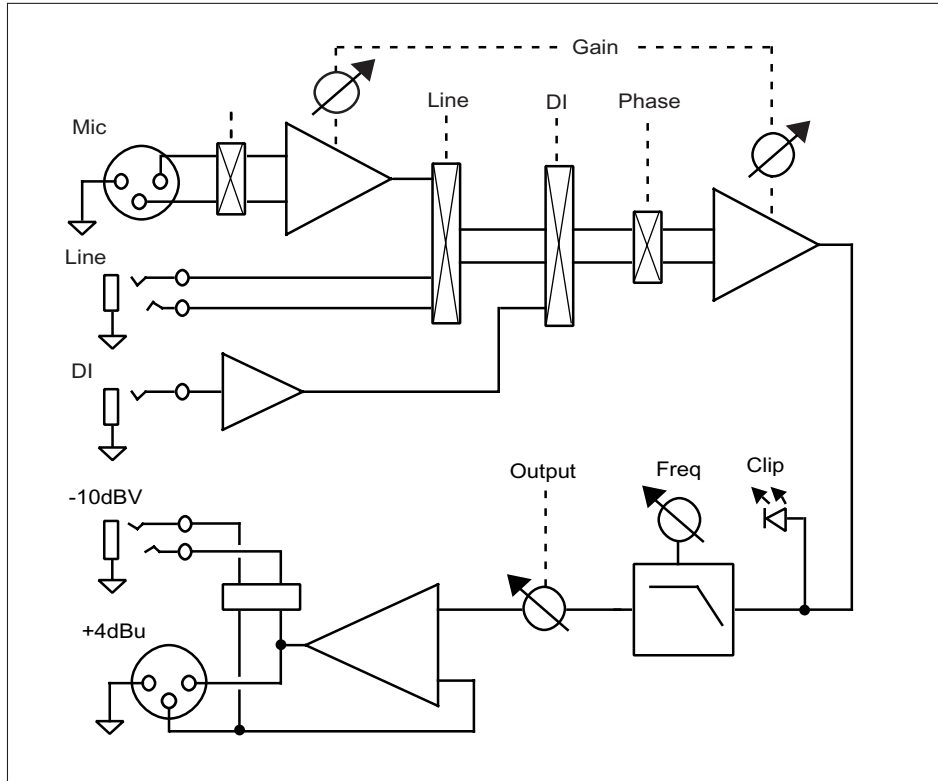 Gain
Line
DI
Phase
Mic
Line
DI
-10dBV
Output
Freq
Clip
+4dBu